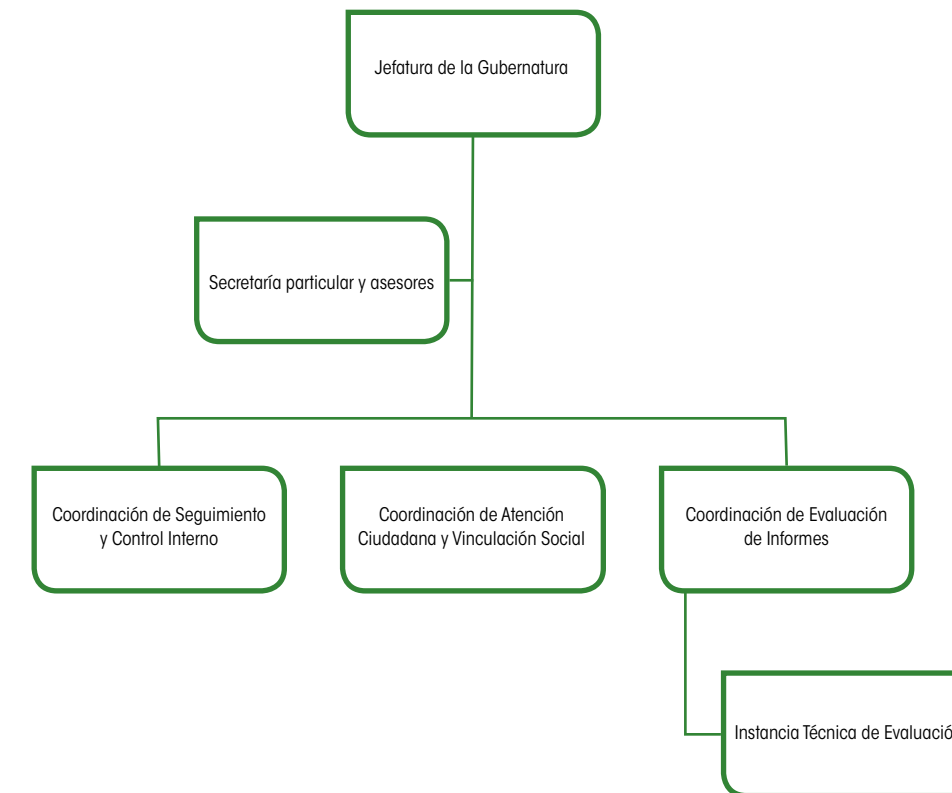 Jefatura de la Gubernatura
Secretaría particular y asesores
Coordinación de Seguimiento
y Control Interno
Coordinación de Atención
Ciudadana y Vinculación Social
Coordinación de Evaluación
de Informes
Instancia Técnica de Evaluació